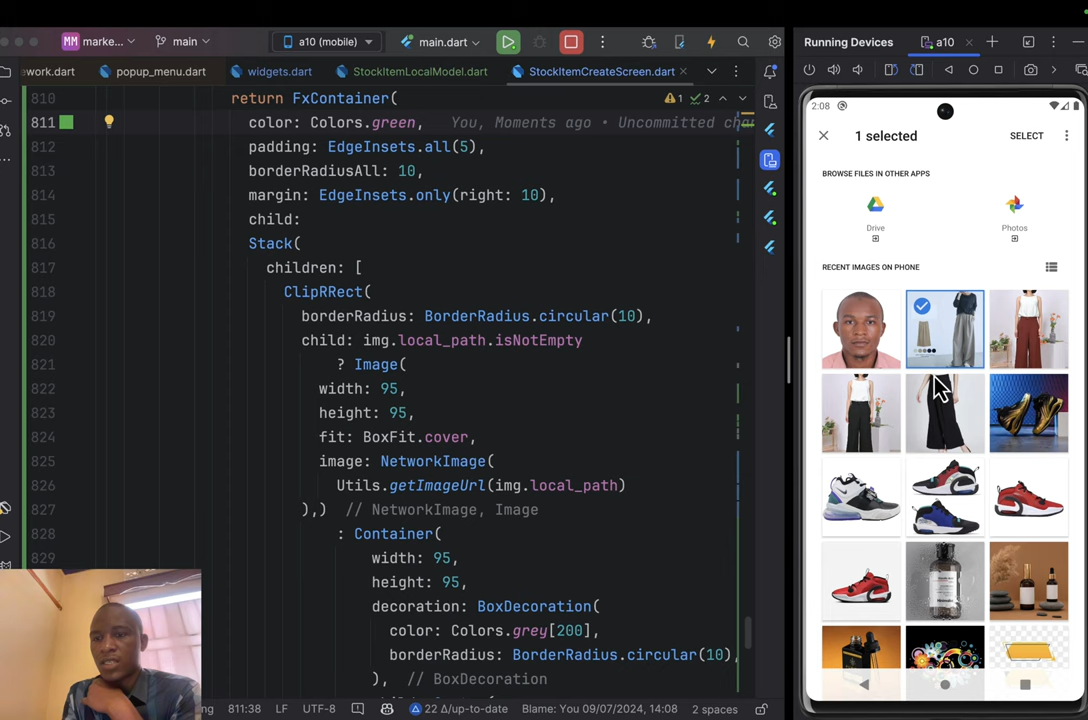 MM marke... main a10 (mobile) main.dart
ework.dart popup_menu.dart widgets.dart StockItemLocalModel.dart StockItemCreateScreen.dart
810 return FxContainer( 1 2
811 color: Colors.green, You, Moments ago • Uncommitted cha
812 padding: EdgeInsets.all(5),
813 borderRadiusAll: 10,
814 margin: EdgeInsets.only(right: 10),
815 child:
816 Stack(
817 children: [
818 ClipRRect(
819 borderRadius: BorderRadius.circular(10),
820 child: img.local_path.isNotEmpty
821 ? Image(
822 width: 95,
823 height: 95,
824 fit: BoxFit.cover,
825 image: NetworkImage(
826 Utils.getImageUrl(img.local_path)
827 ),) // NetworkImage, Image
828 : Container(
829 width: 95,
height: 95,
decoration: BoxDecoration(
color: Colors.grey[200],
borderRadius: BorderRadius.circular(10),
), // BoxDecoration
ng 811:38 LF UTF-8 22 Δ/up-to-date Blame: You 09/07/2024, 14:08 2 spaces
Running Devices a10
2:08
1 selected SELECT
BROWSE FILES IN OTHER APPS
Drive Photos
RECENT IMAGES ON PHONE